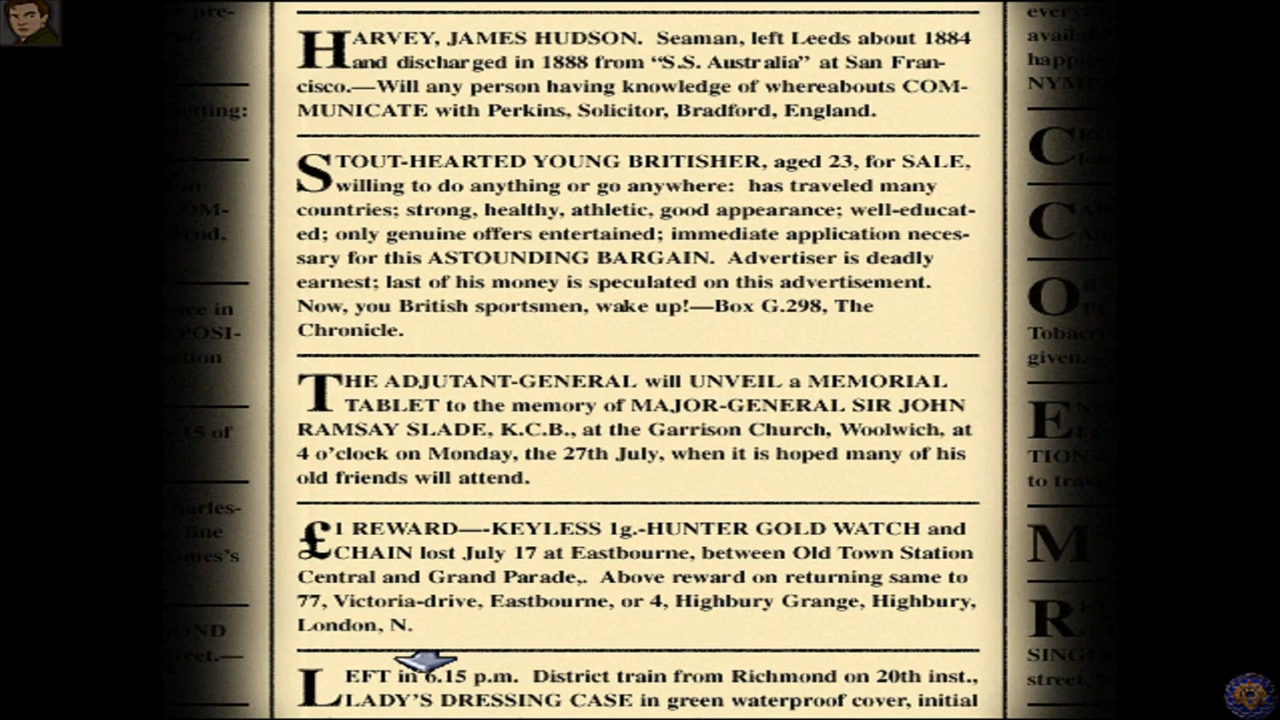 HARVEY, JAMES HUDSON. Seaman, left Leeds about 1884
and discharged in 1888 from “S.S. Australia” at San Fran-
cisco.—Will any person having knowledge of whereabouts COM-
MUNICATE with Perkins, Solicitor, Bradford, England.
STOUT-HEARTED YOUNG BRITISHER, aged 23, for SALE,
willing to do anything or go anywhere: has traveled many
countries; strong, healthy, athletic, good appearance; well-educat-
ed; only genuine offers entertained; immediate application neces-
sary for this ASTOUNDING BARGAIN. Advertiser is deadly
earnest; last of his money is speculated on this advertisement.
Now, you British sportsmen, wake up!—Box G.298, The
Chronicle.
THE ADJUTANT-GENERAL will UNVEIL a MEMORIAL
TABLET to the memory of MAJOR-GENERAL SIR JOHN
RAMSAY SLADE, K.C.B., at the Garrison Church, Woolwich, at
4 o’clock on Monday, the 27th July, when it is hoped many of his
old friends will attend.
£1 REWARD—-KEYLESS 1g.-HUNTER GOLD WATCH and
CHAIN lost July 17 at Eastbourne, between Old Town Station
Central and Grand Parade,. Above reward on returning same to
77, Victoria-drive, Eastbourne, or 4, Highbury Grange, Highbury,
London, N.
LEFT in 6.15 p.m. District train from Richmond on 20th inst.,
LADY’S DRESSING CASE in green waterproof cover, initial
pre-
15 of
fine
Tobacco
given.
TION
street.